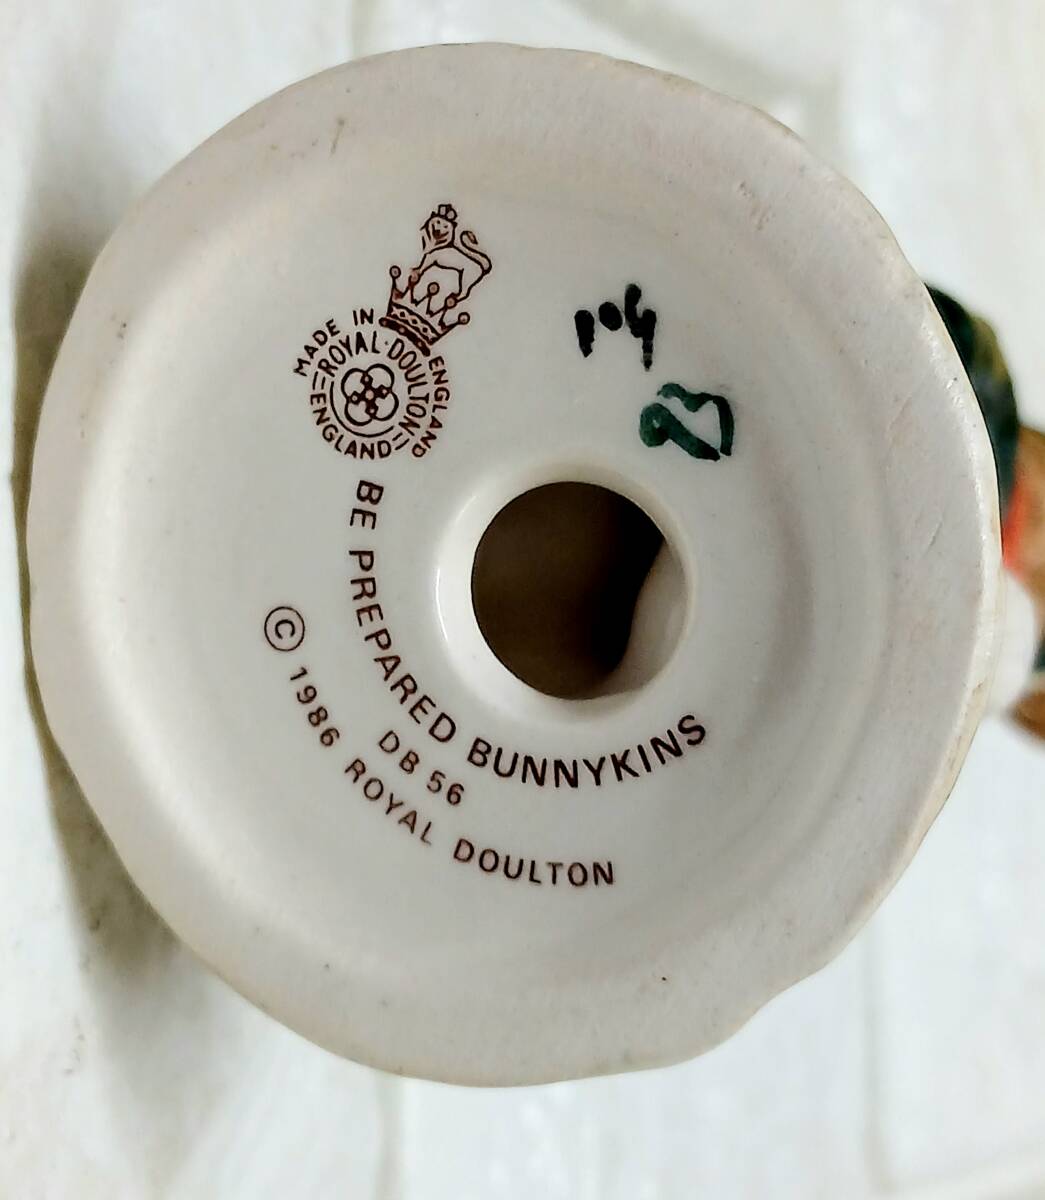 MADE IN ENGLAND
ROYAL·DOULTON
ENGLAND
BE PREPARED BUNNYKINS
DB 56
© 1986 ROYAL DOULTON